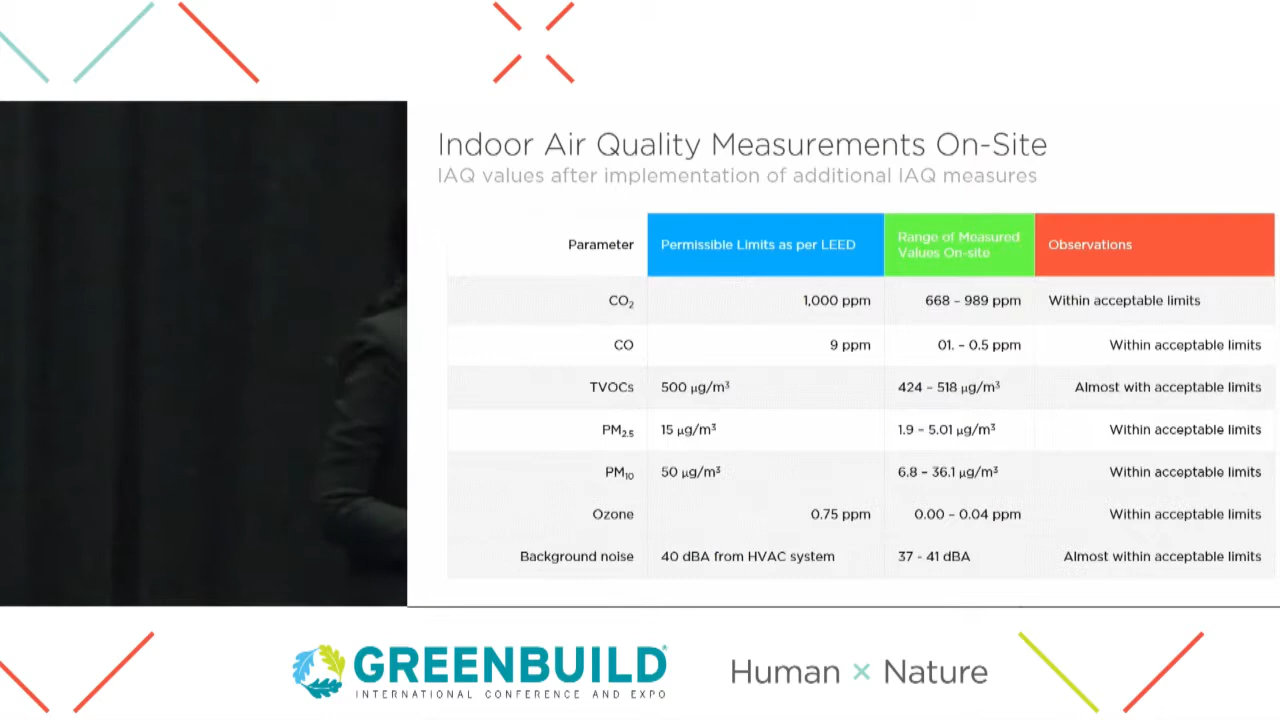 Indoor Air Quality Measurements On-Site
IAQ values after implementation of additional IAQ measures
Parameter Permissible Limits as per LEED Range of Measured Values On-site Observations
CO₂ 1,000 ppm 668 – 989 ppm Within acceptable limits
CO 9 ppm 01. – 0.5 ppm Within acceptable limits
TVOCs 500 µg/m³ 424 – 518 µg/m³ Almost with acceptable limits
PM₂.₅ 15 µg/m³ 1.9 – 5.01 µg/m³ Within acceptable limits
PM₁₀ 50 µg/m³ 6.8 – 36.1 µg/m³ Within acceptable limits
Ozone 0.75 ppm 0.00 – 0.04 ppm Within acceptable limits
Background noise 40 dBA from HVAC system 37 - 41 dBA Almost within acceptable limits
GREENBUILD®
INTERNATIONAL CONFERENCE AND EXPO
Human × Nature